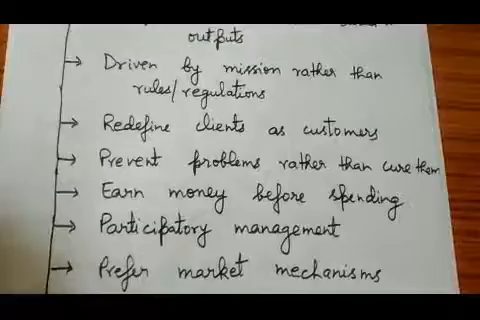 outputs
→ Driven by mission rather than
rules/regulations
→ Redefine clients as customers
→ Prevent problems rather than cure them
→ Earn money before spending
→ Participatory management
→ Prefer market mechanisms